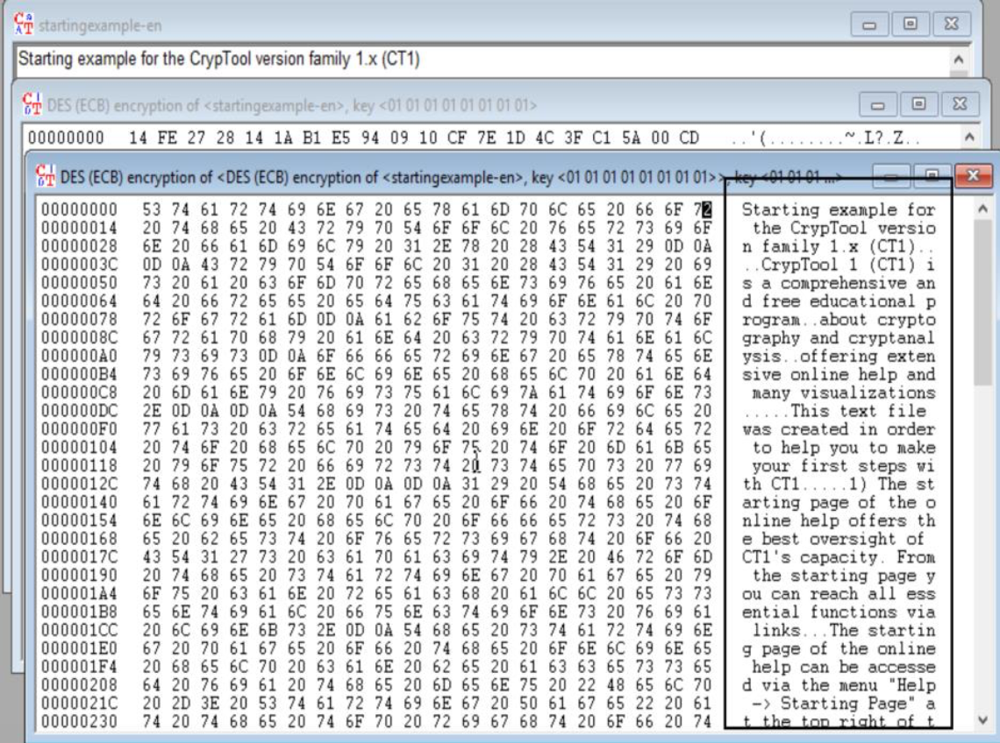 startingexample-en
Starting example for the CrypTool version family 1.x (CT1)
DES (ECB) encryption of <startingexample-en>, key <01 01 01 01 01 01 01 01>
00000000 14 FE 27 28 14 1A B1 E5 94 09 10 CF 7E 1D 4C 3F C1 5A 00 CD ..'(........~.L?.Z..
DES (ECB) encryption of <DES (ECB) encryption of <startingexample-en>, key <01 01 01 01 01 01 01 01>>, key <01 01 01 ...>
00000000 53 74 61 72 74 69 6E 67 20 65 78 61 6D 70 6C 65 20 66 6F 72 Starting example for
00000014 20 74 68 65 20 43 72 79 70 54 6F 6F 6C 20 76 65 72 73 69 6F the CrypTool versio
00000028 6E 20 66 61 6D 69 6C 79 20 31 2E 78 20 28 43 54 31 29 0D 0A n family 1.x (CT1)..
0000003C 0D 0A 43 72 79 70 54 6F 6F 6C 20 31 20 28 43 54 31 29 20 69 ..CrypTool 1 (CT1) i
00000050 73 20 61 20 63 6F 6D 70 72 65 68 65 6E 73 69 76 65 20 61 6E s a comprehensive an
00000064 64 20 66 72 65 65 20 65 64 75 63 61 74 69 6F 6E 61 6C 20 70 d free educational p
00000078 72 6F 67 72 61 6D 0D 0A 61 62 6F 75 74 20 63 72 79 70 74 6F rogram..about crypto
0000008C 67 72 61 70 68 79 20 61 6E 64 20 63 72 79 70 74 61 6E 61 6C graphy and cryptanal
000000A0 79 73 69 73 0D 0A 6F 66 66 65 72 69 6E 67 20 65 78 74 65 6E ysis..offering exten
000000B4 73 69 76 65 20 6F 6E 6C 69 6E 65 20 68 65 6C 70 20 61 6E 64 sive online help and
000000C8 20 6D 61 6E 79 20 76 69 73 75 61 6C 69 7A 61 74 69 6F 6E 73 many visualizations
000000DC 2E 0D 0A 0D 0A 54 68 69 73 20 74 65 78 74 20 66 69 6C 65 20 .....This text file
000000F0 77 61 73 20 63 72 65 61 74 65 64 20 69 6E 20 6F 72 64 65 72 was created in order
00000104 20 74 6F 20 68 65 6C 70 20 79 6F 75 20 74 6F 20 6D 61 6B 65 to help you to make
00000118 20 79 6F 75 72 20 66 69 72 73 74 20 73 74 65 70 73 20 77 69 your first steps wi
0000012C 74 68 20 43 54 31 2E 0D 0A 0D 0A 31 29 20 54 68 65 20 73 74 th CT1.....1) The st
00000140 61 72 74 69 6E 67 20 70 61 67 65 20 6F 66 20 74 68 65 20 6F arting page of the o
00000154 6E 6C 69 6E 65 20 68 65 6C 70 20 6F 66 66 65 72 73 20 74 68 nline help offers th
00000168 65 20 62 65 73 74 20 6F 76 65 72 73 69 67 68 74 20 6F 66 20 e best oversight of
0000017C 43 54 31 27 73 20 63 61 70 61 63 69 74 79 2E 20 46 72 6F 6D CT1's capacity. From
00000190 20 74 68 65 20 73 74 61 72 74 69 6E 67 20 70 61 67 65 20 79 the starting page y
000001A4 6F 75 20 63 61 6E 20 72 65 61 63 68 20 61 6C 6C 20 65 73 73 ou can reach all ess
000001B8 65 6E 74 69 61 6C 20 66 75 6E 63 74 69 6F 6E 73 20 76 69 61 ential functions via
000001CC 20 6C 69 6E 6B 73 2E 0D 0A 54 68 65 20 73 74 61 72 74 69 6E links...The startin
000001E0 67 20 70 61 67 65 20 6F 66 20 74 68 65 20 6F 6E 6C 69 6E 65 g page of the online
000001F4 20 68 65 6C 70 20 63 61 6E 20 62 65 20 61 63 63 65 73 73 65 help can be accesse
00000208 64 20 76 69 61 20 74 68 65 20 6D 65 6E 75 20 22 48 65 6C 70 d via the menu "Help
0000021C 20 2D 3E 20 53 74 61 72 74 69 6E 67 20 50 61 67 65 22 20 61 -> Starting Page" a
00000230 74 20 74 68 65 20 74 6F 70 20 72 69 67 68 74 20 6F 66 20 74 t the top right of t